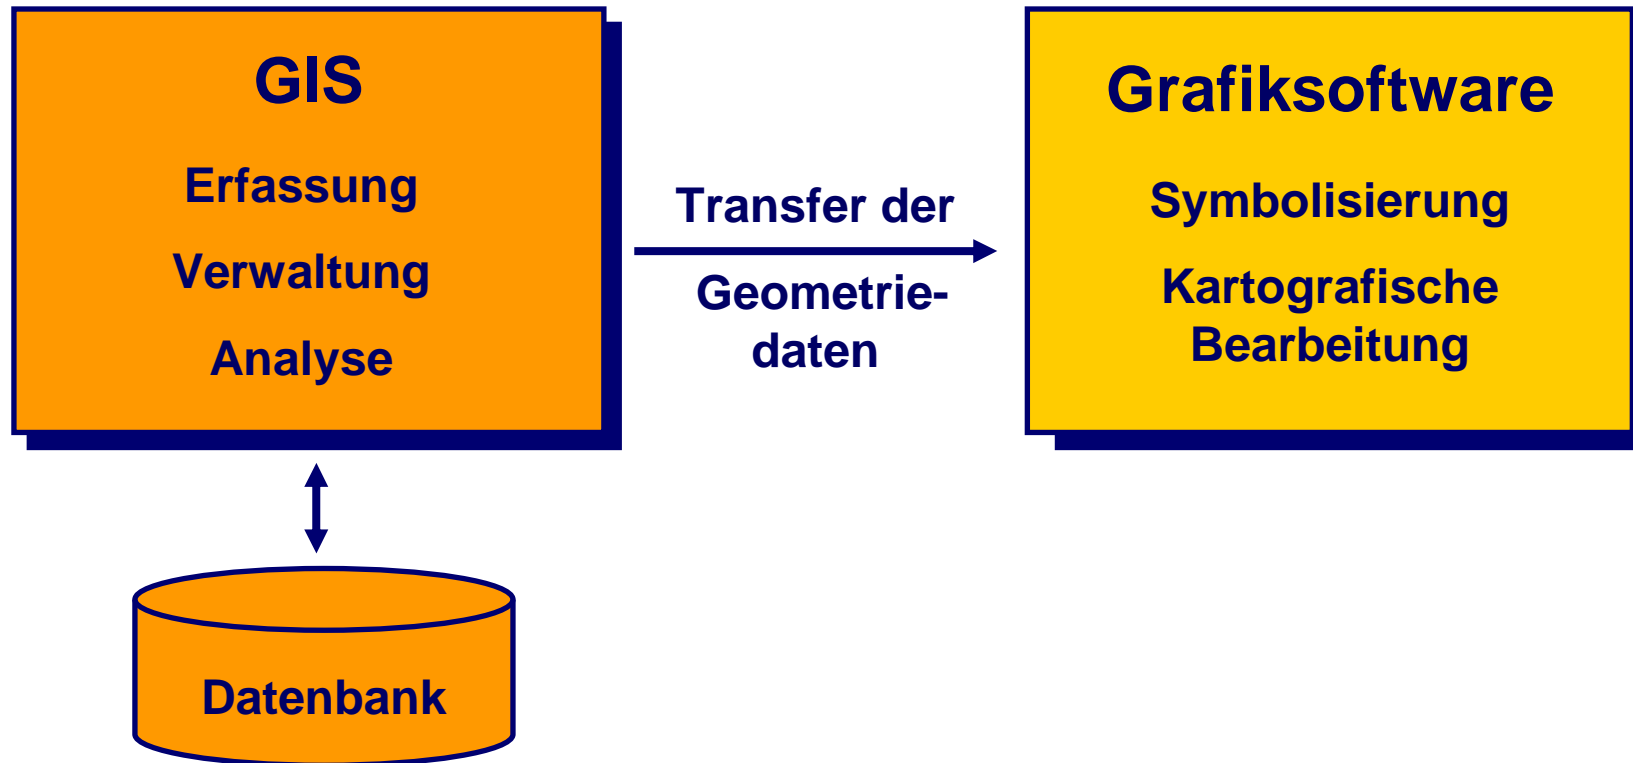 GIS
Erfassung
Verwaltung
Analyse
Transfer der
Geometrie-
daten
Grafiksoftware
Symbolisierung
Kartografische
Bearbeitung
Datenbank